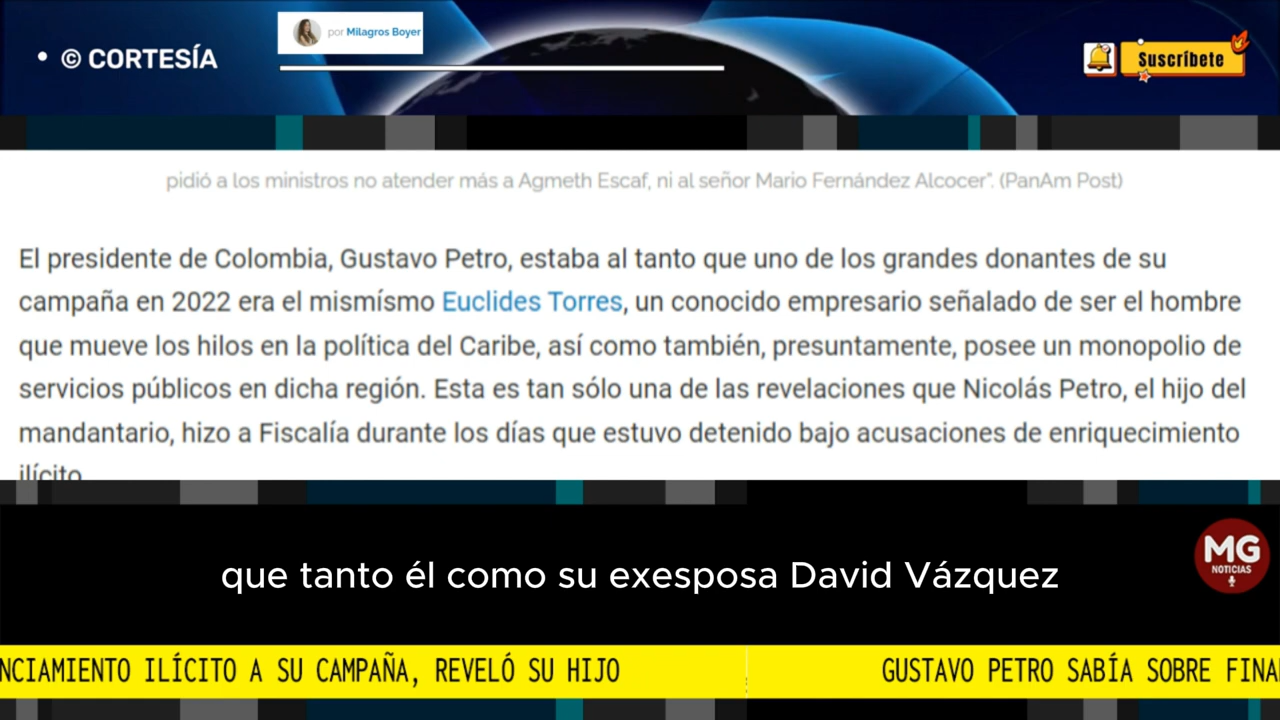 • © CORTESÍA
por Milagros Boyer
Suscríbete
pidió a los ministros no atender más a Agmeth Escaf, ni al señor Mario Fernández Alcocer". (PanAm Post)
El presidente de Colombia, Gustavo Petro, estaba al tanto que uno de los grandes donantes de su
campaña en 2022 era el mismísmo Euclides Torres, un conocido empresario señalado de ser el hombre
que mueve los hilos en la política del Caribe, así como también, presuntamente, posee un monopolio de
servicios públicos en dicha región. Esta es tan sólo una de las revelaciones que Nicolás Petro, el hijo del
mandantario, hizo a Fiscalía durante los días que estuvo detenido bajo acusaciones de enriquecimiento
ilícito
que tanto él como su exesposa David Vázquez
MG
NOTICIAS
NCIAMIENTO ILÍCITO A SU CAMPAÑA, REVELÓ SU HIJO
GUSTAVO PETRO SABÍA SOBRE FINA